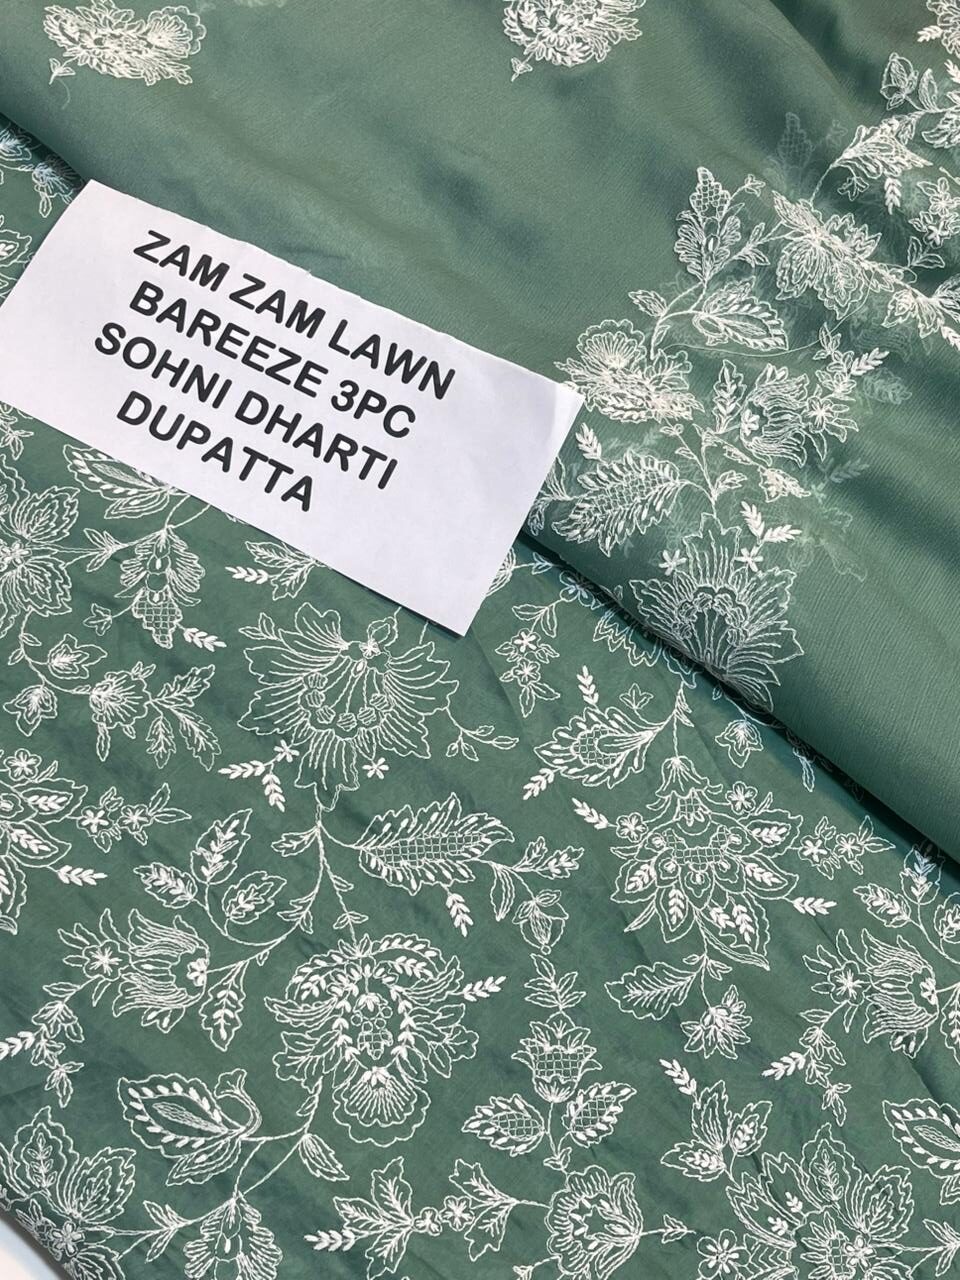 ZAM ZAM LAWN
BAREEZE 3PC
SOHNI DHARTI
DUPATTA